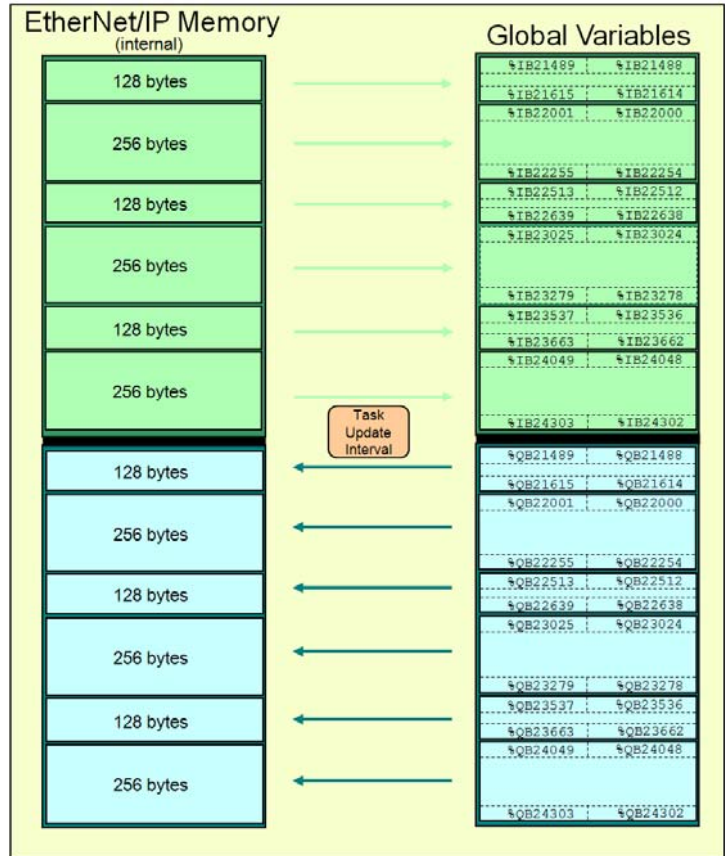 EtherNet/IP Memory
(internal)
Global Variables
128 bytes
%IB21489 %IB21488
%IB21615 %IB21614
256 bytes
%IB22001 %IB22000
%IB22255 %IB22254
128 bytes
%IB22513 %IB22512
%IB22639 %IB22638
256 bytes
%IB23025 %IB23024
%IB23279 %IB23278
128 bytes
%IB23537 %IB23536
%IB23663 %IB23662
256 bytes
%IB24049 %IB24048
%IB24303 %IB24302
Task
Update
Interval
128 bytes
%QB21489 %QB21488
%QB21615 %QB21614
256 bytes
%QB22001 %QB22000
%QB22255 %QB22254
128 bytes
%QB22513 %QB22512
%QB22639 %QB22638
256 bytes
%QB23025 %QB23024
%QB23279 %QB23278
128 bytes
%QB23537 %QB23536
%QB23663 %QB23662
256 bytes
%QB24049 %QB24048
%QB24303 %QB24302